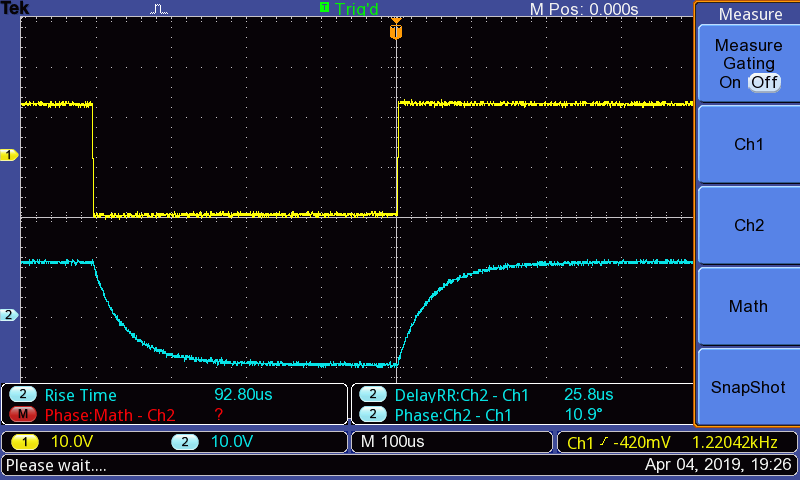 Tek T Trig'd M Pos: 0.000s
Measure
T
Measure
Gating
On Off
1
Ch1
Ch2
2
Math
SnapShot
2 Rise Time 92.80us 2 DelayRR:Ch2 - Ch1 25.8us
M Phase:Math - Ch2 ? 2 Phase:Ch2 - Ch1 10.9°
1 10.0V 2 10.0V M 100us Ch1 -420mV 1.22042kHz
Please wait.... Apr 04, 2019, 19:26